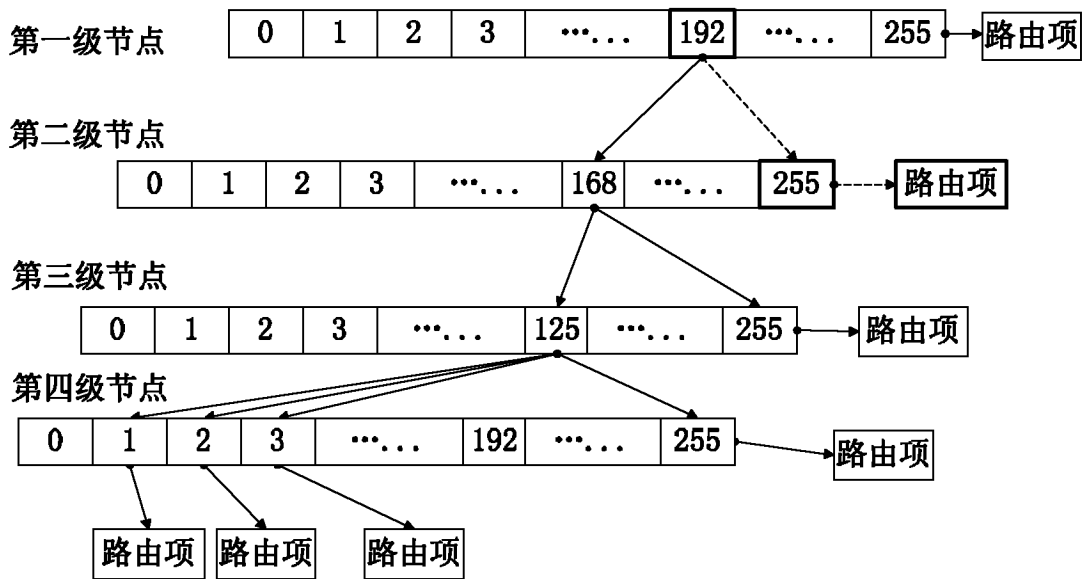 第一级节点 0 1 2 3 ...... 192 ...... 255 路由项
第二级节点
0 1 2 3 ...... 168 ...... 255 路由项
第三级节点
0 1 2 3 ...... 125 ...... 255 路由项
第四级节点
0 1 2 3 ...... 192 ...... 255 路由项
路由项 路由项 路由项